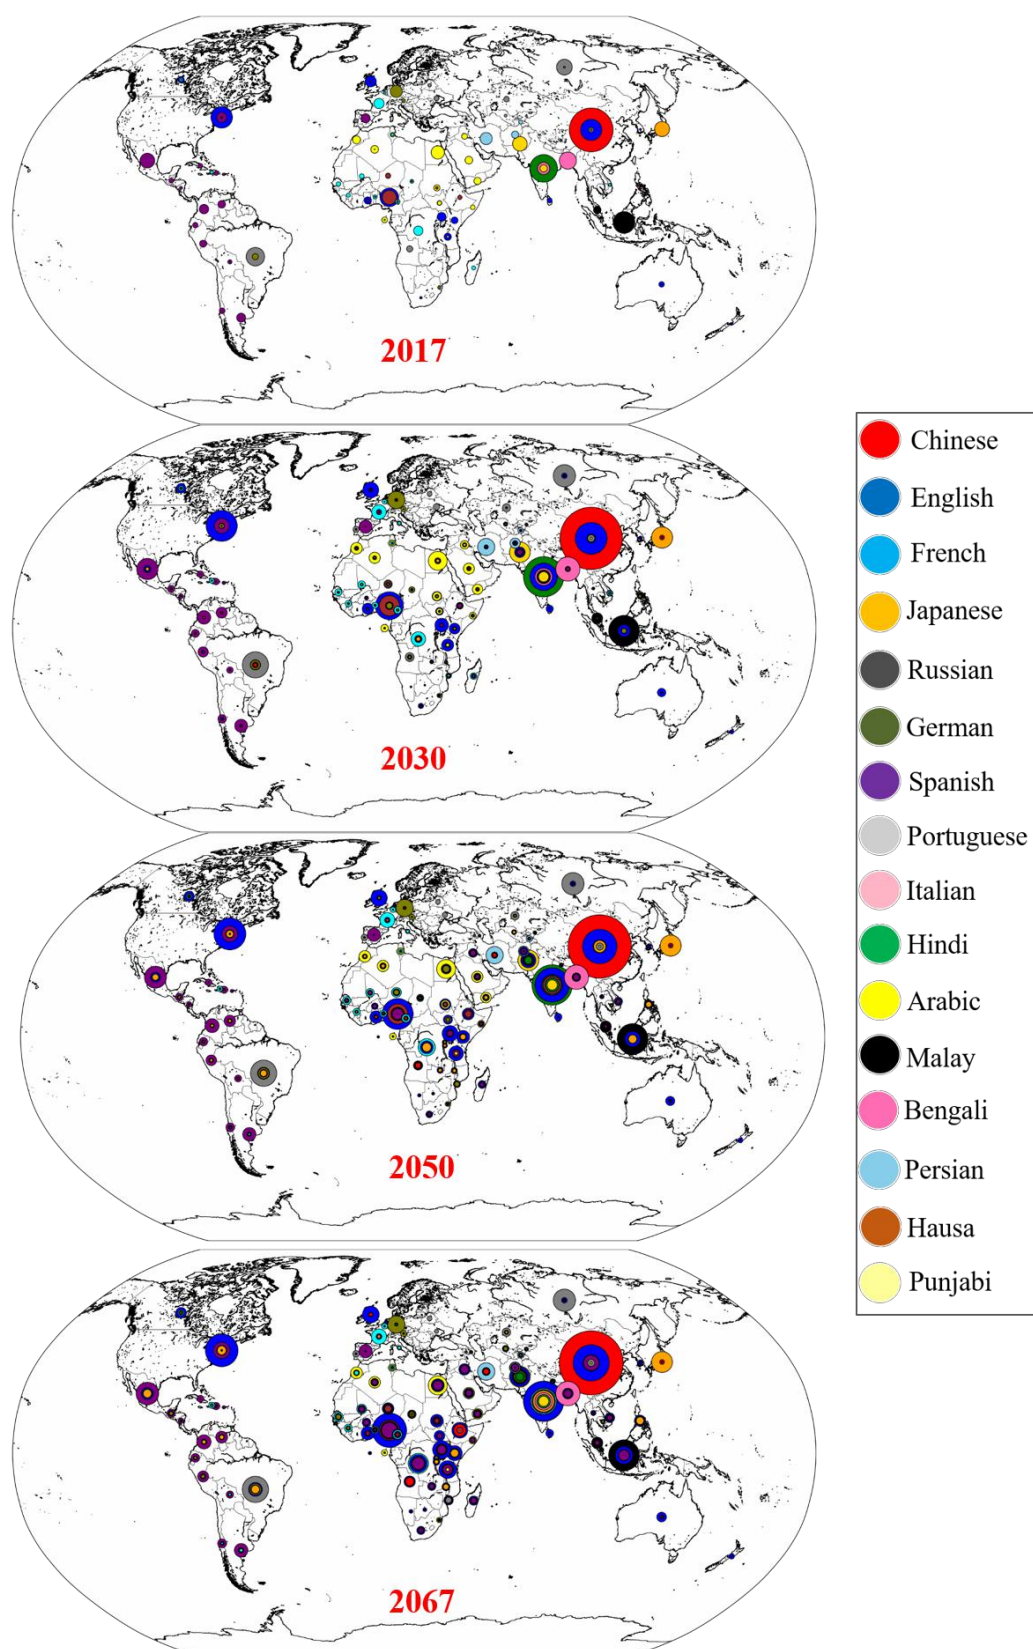 2017
Chinese
English
French
Japanese
Russian
German
Spanish
2030
Portuguese
Italian
Hindi
Arabic
Malay
Bengali
Persian
2050
Hausa
Punjabi
2067